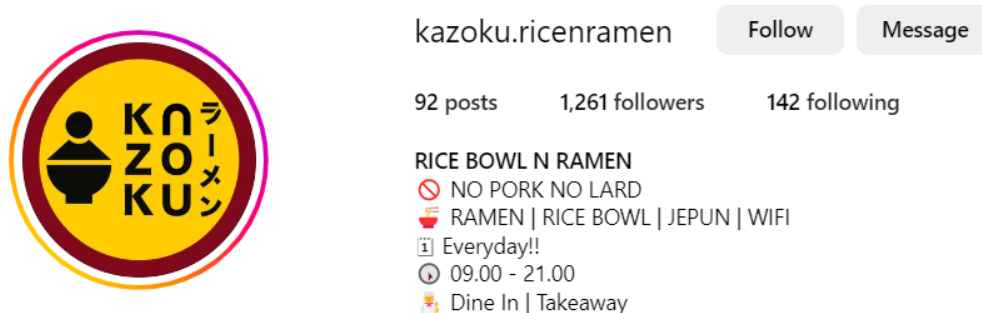 KAZOKU
ラーメン
kazoku.ricenramen
Follow
Message
92 posts
1,261 followers
142 following
RICE BOWL N RAMEN
🚫 NO PORK NO LARD
🍜 RAMEN | RICE BOWL | JEPUN | WIFI
🗓 Everyday!!
🕟 09.00 - 21.00
👨‍🍳 Dine In | Takeaway